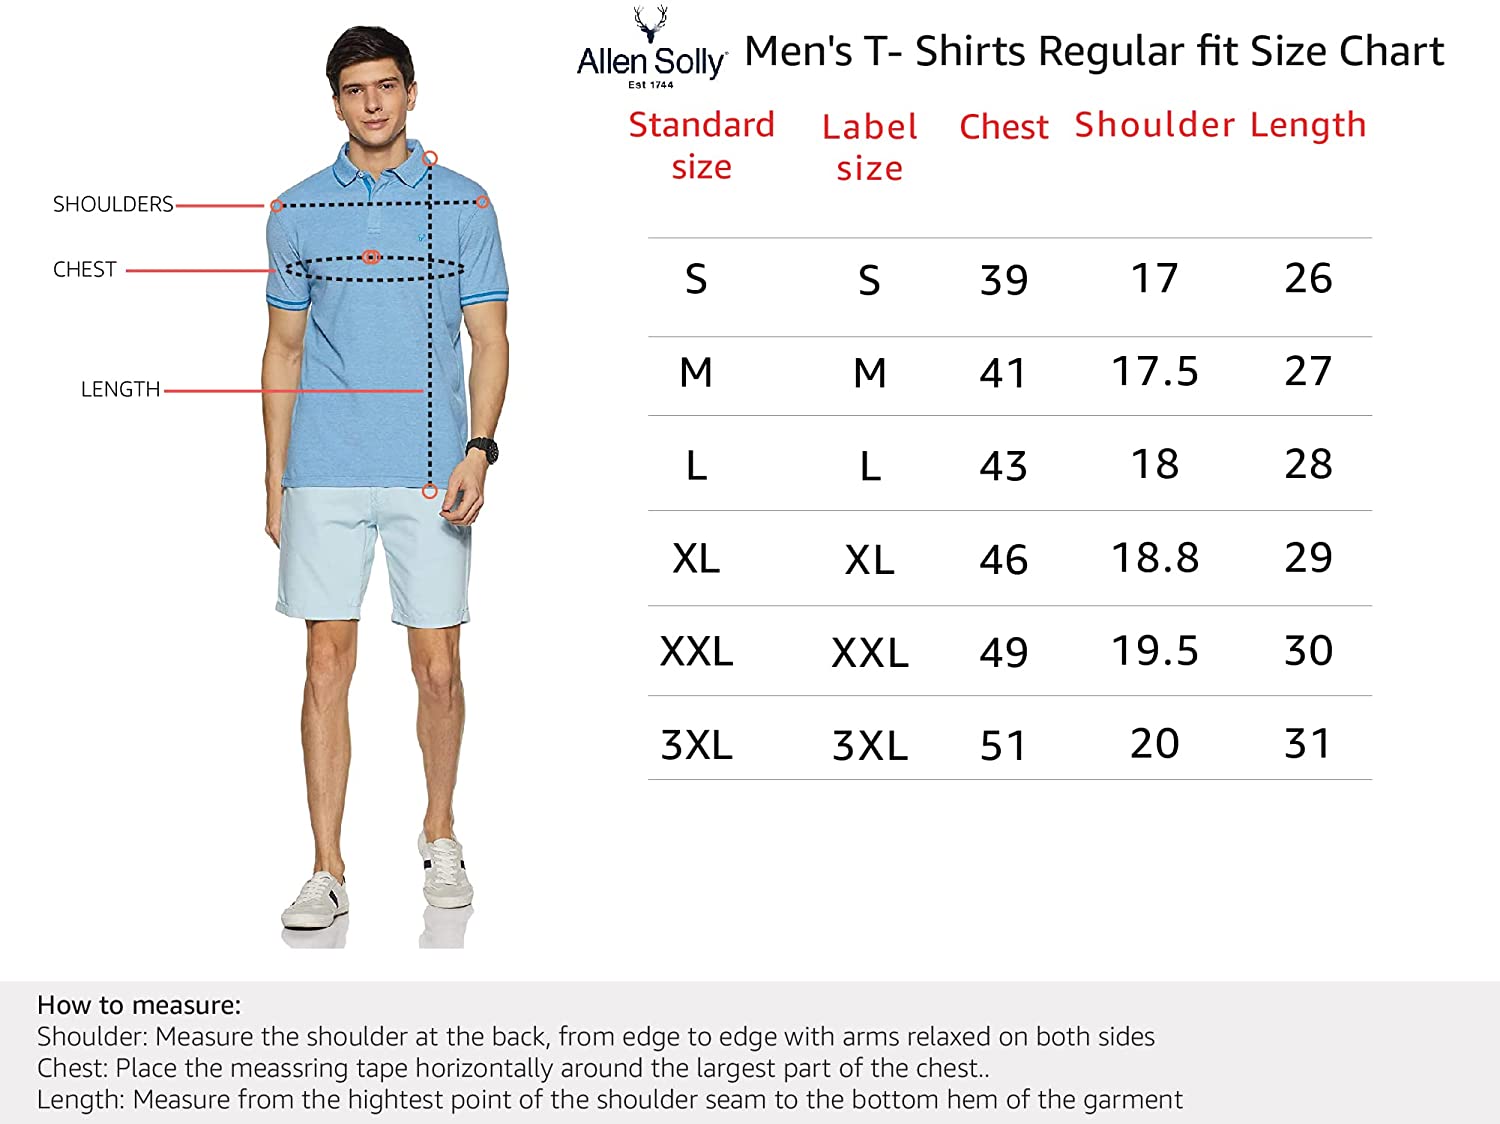 Allen Solly
Est 1744
Men's T- Shirts Regular fit Size Chart
Standard size Label size Chest Shoulder Length
S S 39 17 26
M M 41 17.5 27
L L 43 18 28
XL XL 46 18.8 29
XXL XXL 49 19.5 30
3XL 3XL 51 20 31
SHOULDERS
CHEST
LENGTH
How to measure:
Shoulder: Measure the shoulder at the back, from edge to edge with arms relaxed on both sides
Chest: Place the meassring tape horizontally around the largest part of the chest..
Length: Measure from the hightest point of the shoulder seam to the bottom hem of the garment